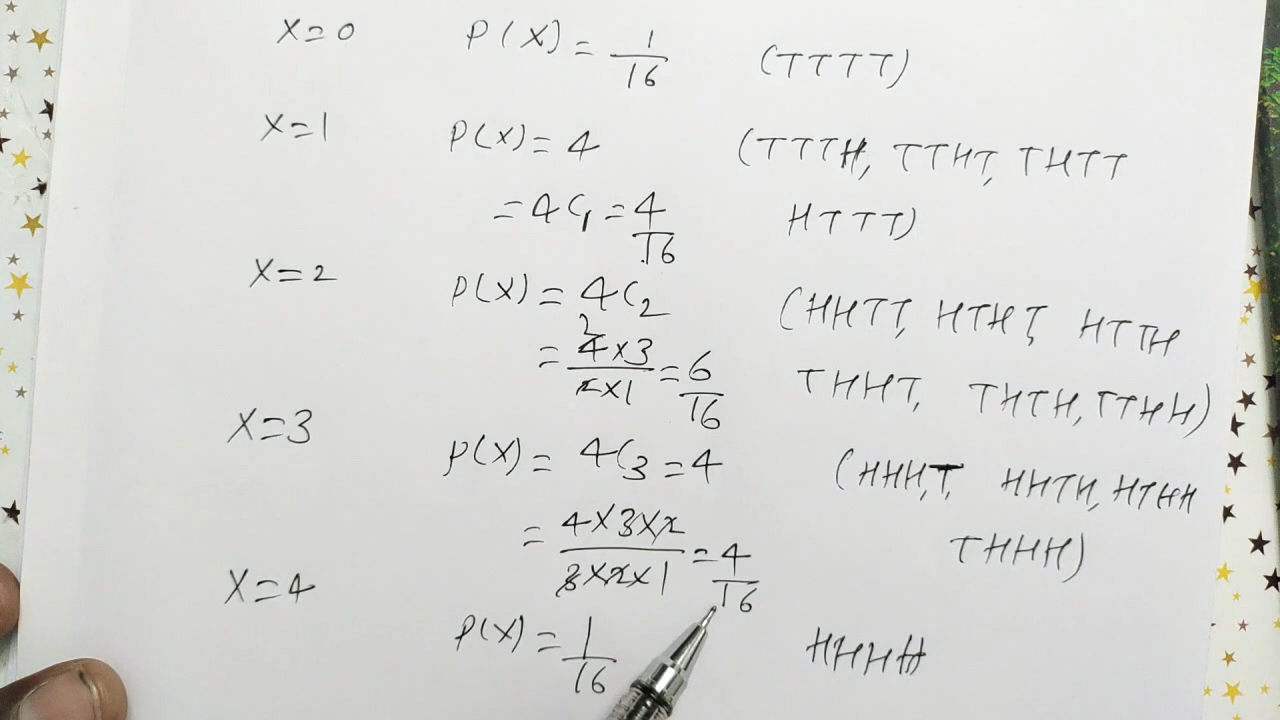 X=0 P(X) = 1/16 (TTTT)
X=1 P(X) = 4 (TTTH, TTHT, THTT
= 4C1 = 4/16 HTTT)
X=2 P(X) = 4C2 (HHTT, HTHT, HTTH
= 4×3/2×1 2 = 6/16 THHT, THTH, TTHH)
X=3 P(X) = 4C3 = 4 (HHH,T, HHTH, HTHH
= 4×3×2/3×2×1 = 4/16 THHH)
X=4 P(X) = 1/16 HHHH